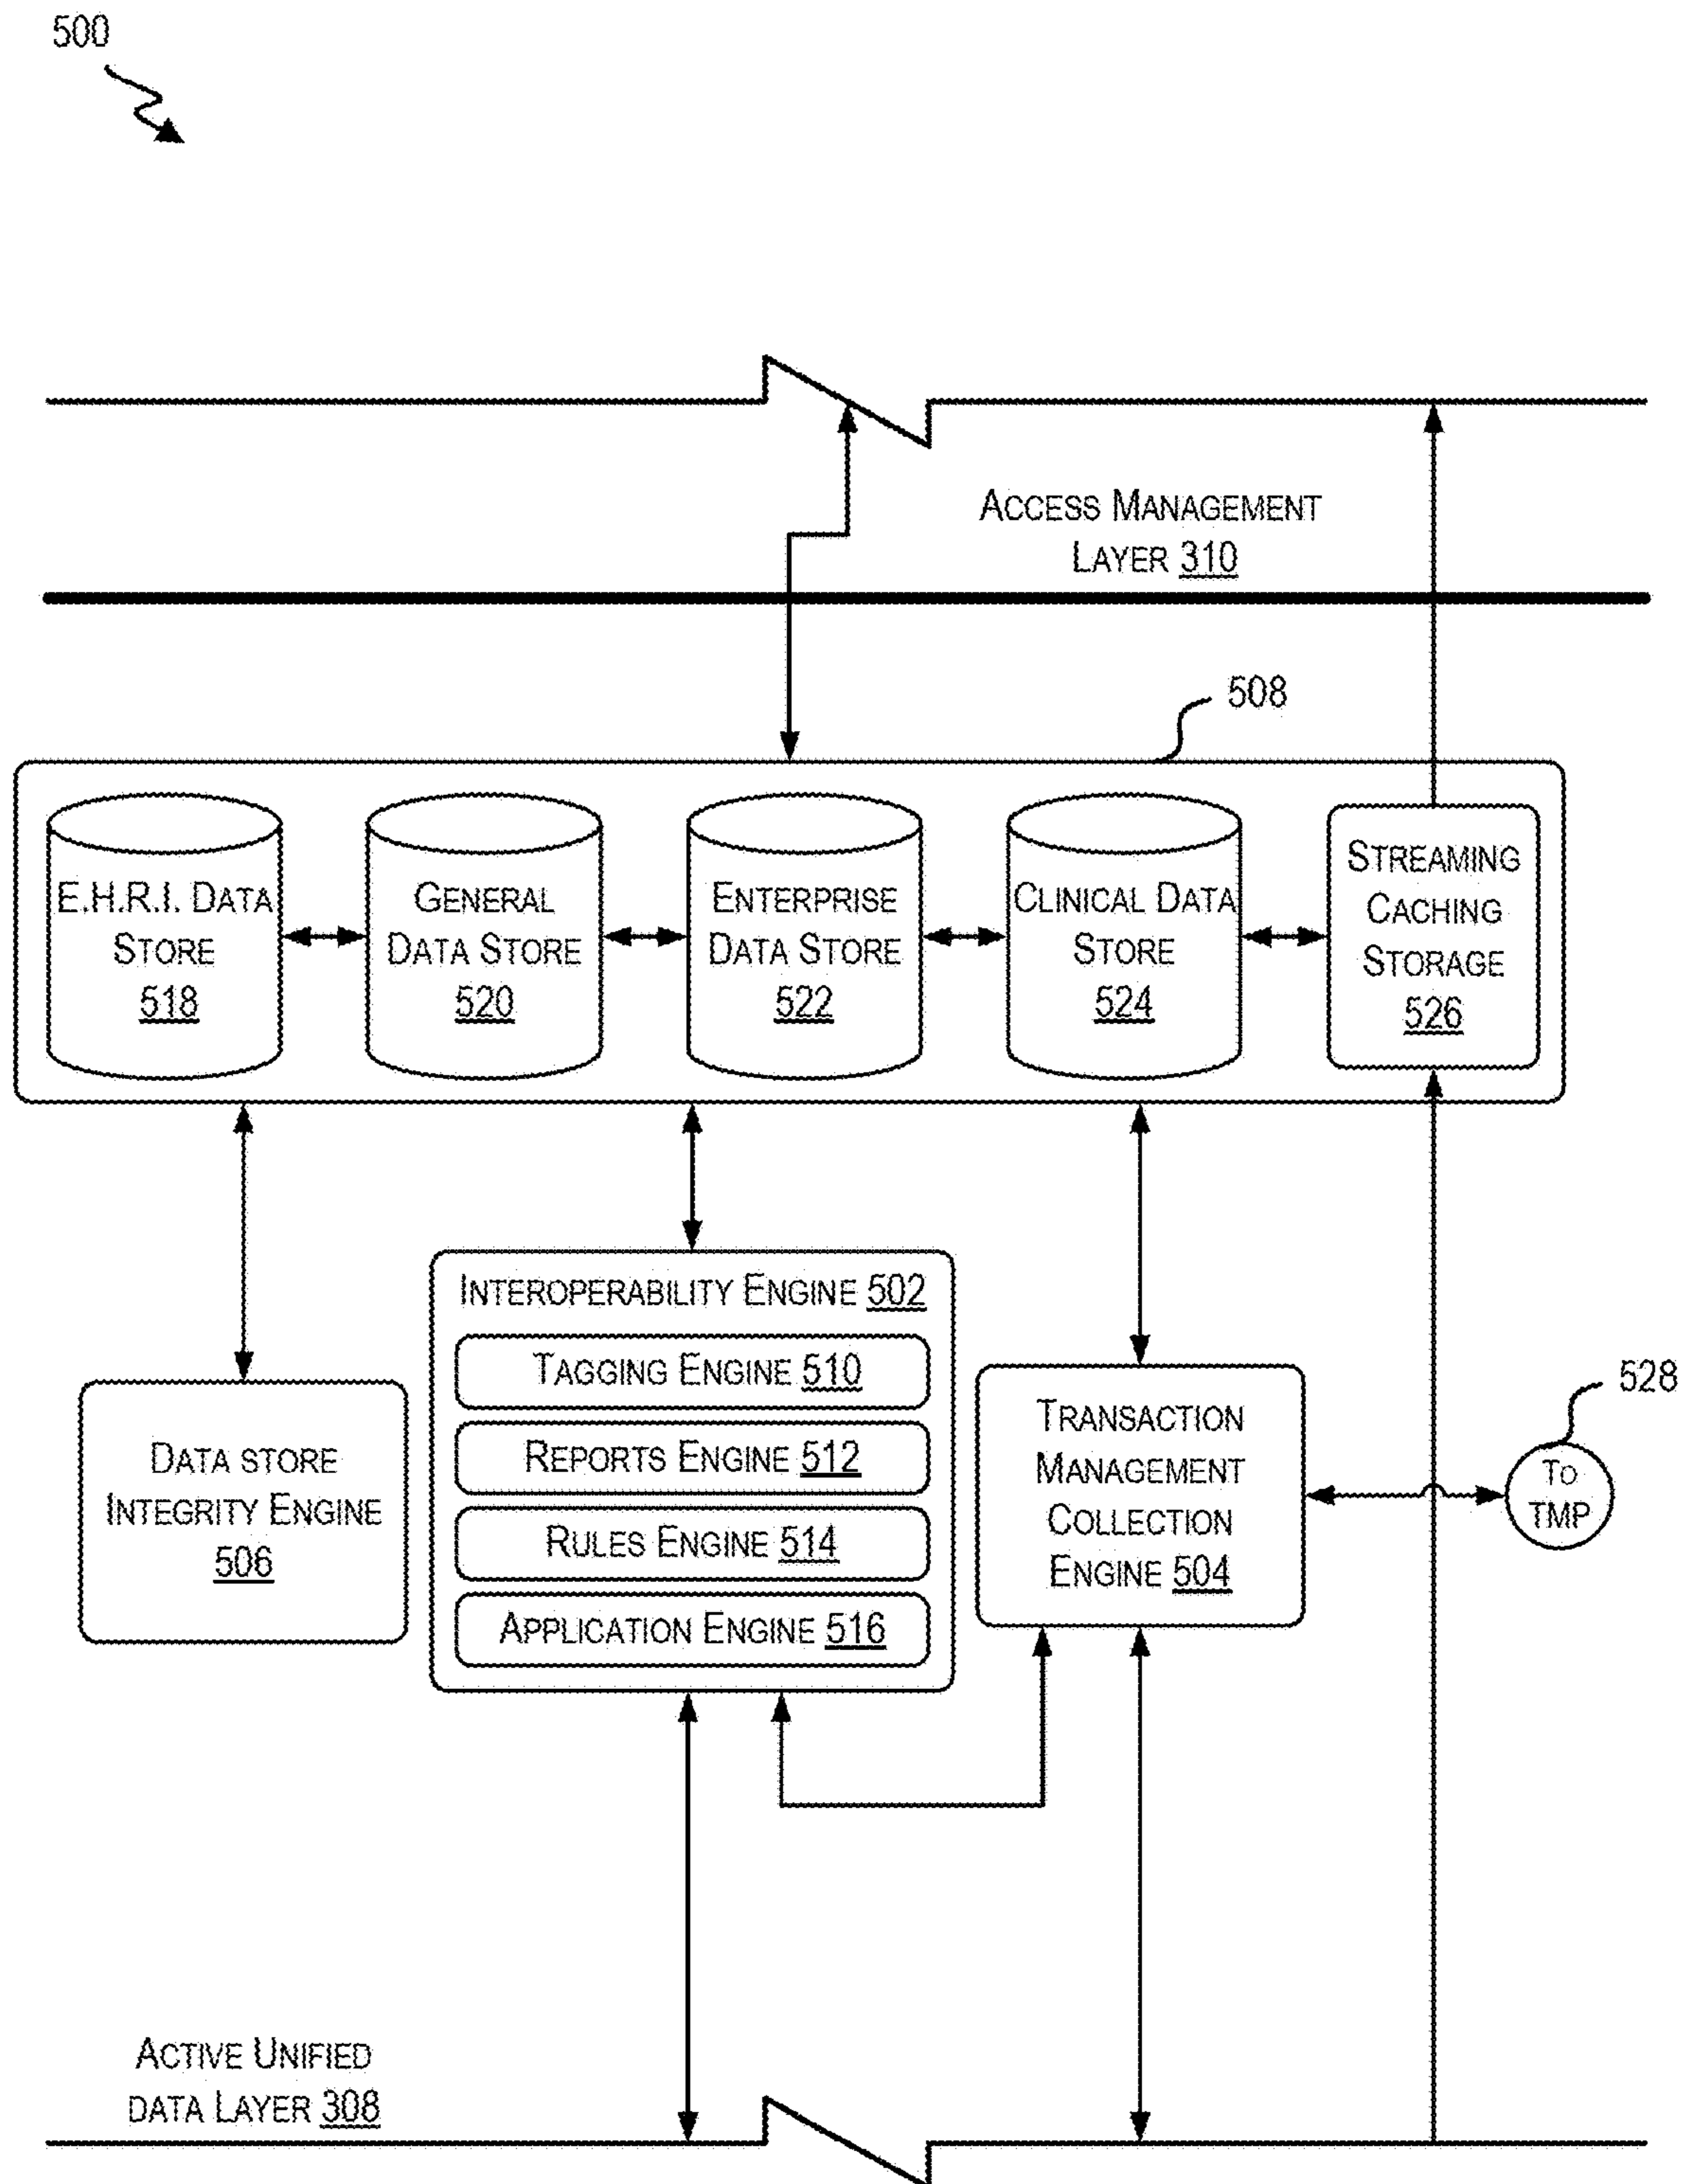 500
ACCESS MANAGEMENT
LAYER 310
508
E.H.R.I. DATA
STORE
518
GENERAL
DATA STORE
520
ENTERPRISE
DATA STORE
522
CLINICAL DATA
STORE
524
STREAMING
CACHING
STORAGE
526
INTEROPERABILITY ENGINE 502
TAGGING ENGINE 510
REPORTS ENGINE 512
RULES ENGINE 514
APPLICATION ENGINE 516
DATA STORE
INTEGRITY ENGINE
506
TRANSACTION
MANAGEMENT
COLLECTION
ENGINE 504
528
TO
TMP
ACTIVE UNIFIED
DATA LAYER 308